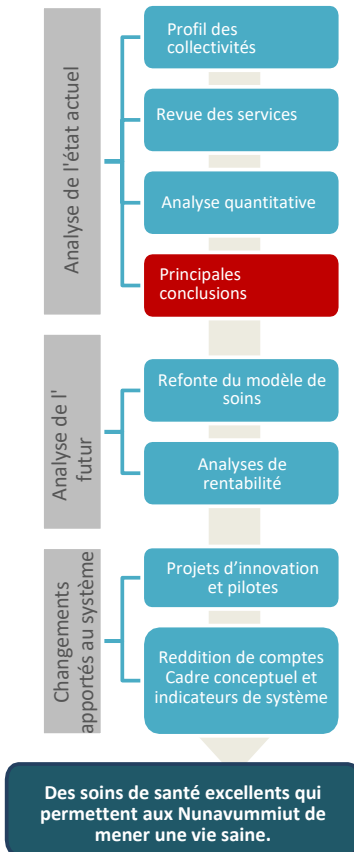 Analyse de l'état actuel
Profil des
collectivités
Revue des services
Analyse quantitative
Principales
conclusions
Analyse de l'
futur
Refonte du modèle de
soins
Analyses de
rentabilité
Changements
apportés au système
Projets d'innovation
et pilotes
Reddition de comptes
Cadre conceptuel et
indicateurs de système
Des soins de santé excellents qui
permettent aux Nunavummiut de
mener une vie saine.